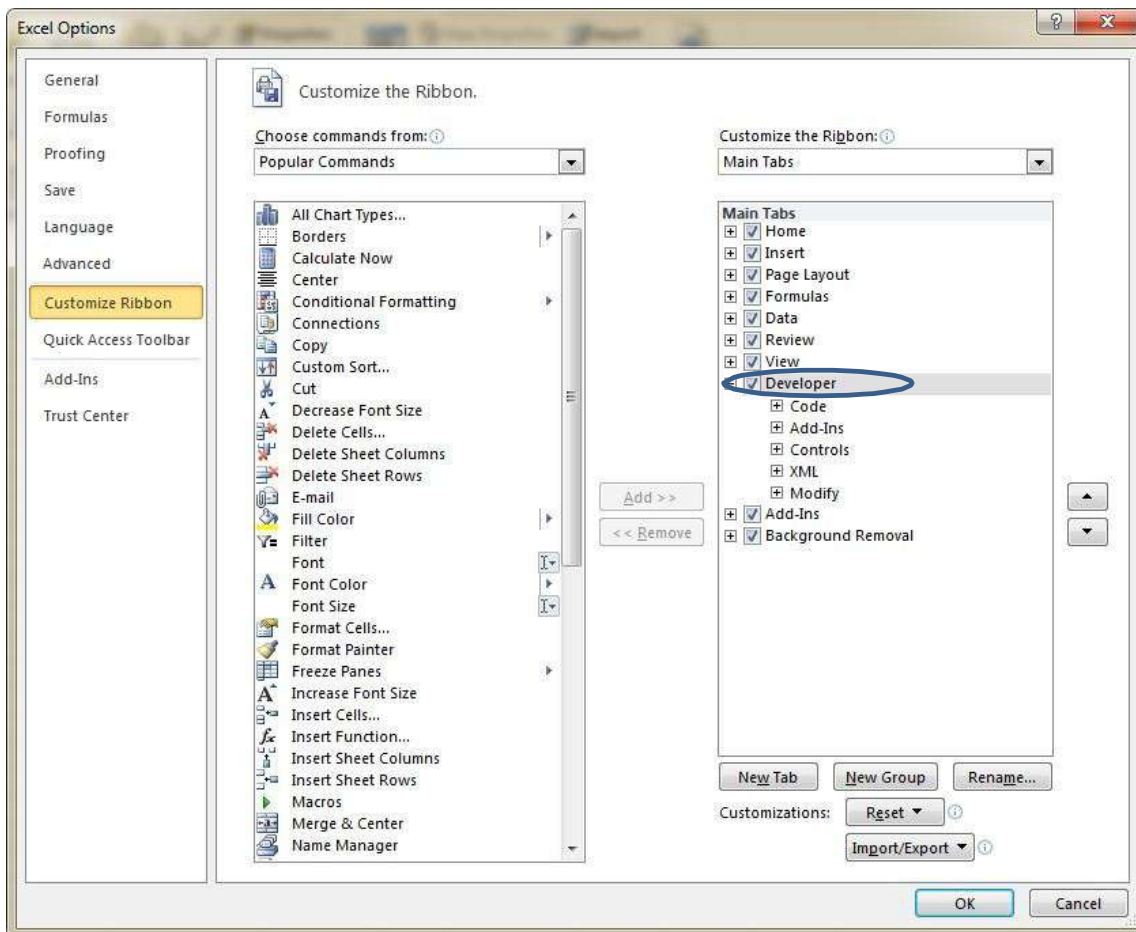 Excel Options
General
Formulas
Proofing
Save
Language
Advanced
Customize Ribbon
Quick Access Toolbar
Add-Ins
Trust Center
Customize the Ribbon.
Choose commands from:
Popular Commands
All Chart Types...
Borders
Calculate Now
Center
Conditional Formatting
Connections
Copy
Custom Sort...
Cut
Decrease Font Size
Delete Cells...
Delete Sheet Columns
Delete Sheet Rows
E-mail
Fill Color
Filter
Font
Font Color
Font Size
Format Cells...
Format Painter
Freeze Panes
Increase Font Size
Insert Cells...
Insert Function...
Insert Sheet Columns
Insert Sheet Rows
Macros
Merge & Center
Name Manager
Add >>
<< Remove
Customize the Ribbon:
Main Tabs
Main Tabs
Home
Insert
Page Layout
Formulas
Data
Review
View
Developer
Code
Add-Ins
Controls
XML
Modify
Add-Ins
Background Removal
New Tab
New Group
Rename...
Customizations:
Reset
Import/Export
OK
Cancel